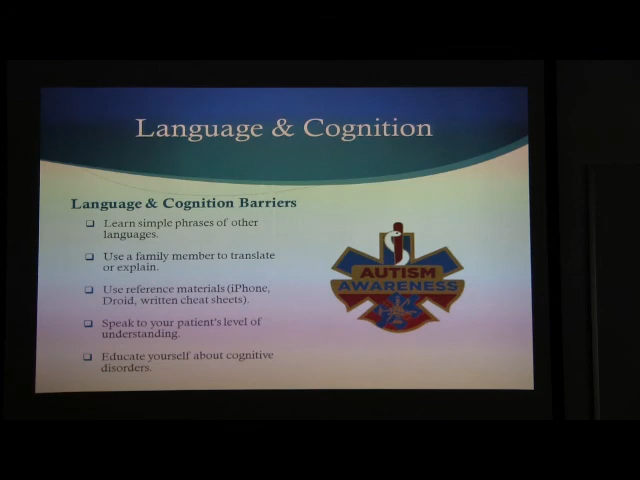 Language & Cognition
Language & Cognition Barriers
Learn simple phrases of other
languages.
Use a family member to translate
or explain.
Use reference materials (iPhone,
Droid, written cheat sheets).
Speak to your patient's level of
understanding.
Educate yourself about cognitive
disorders.
AUTISM
AWARENESS